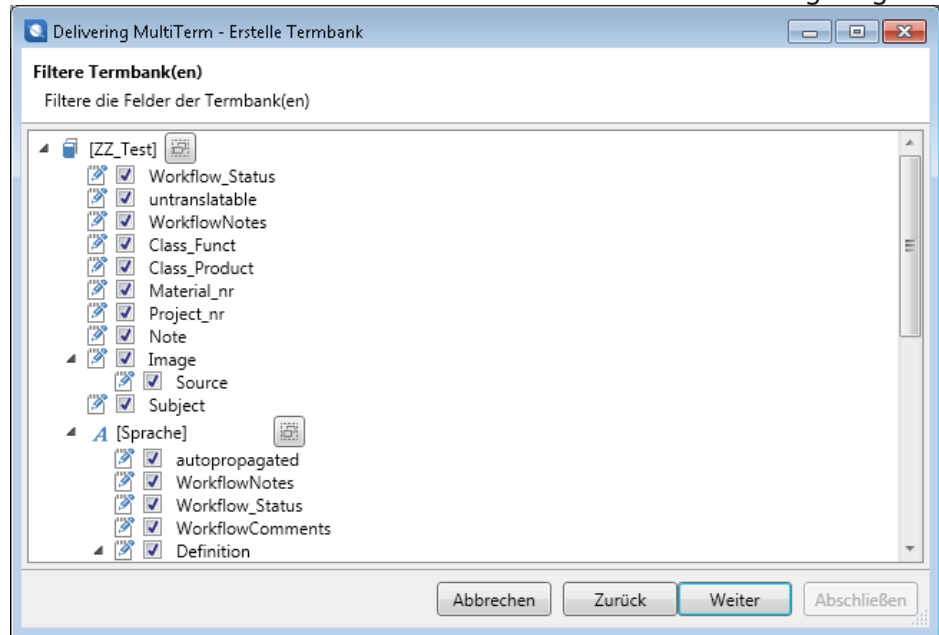 Delivering MultiTerm - Erstelle Termbank
Filtere Termbank(en)
Filtere die Felder der Termbank(en)
[ZZ_Test]
Workflow_Status
untranslatable
WorkflowNotes
Class_Funct
Class_Product
Material_nr
Project_nr
Note
Image
Source
Subject
A [Sprache]
autopropagated
WorkflowNotes
Workflow_Status
WorkflowComments
Definition
Abbrechen Zurück Weiter Abschließen